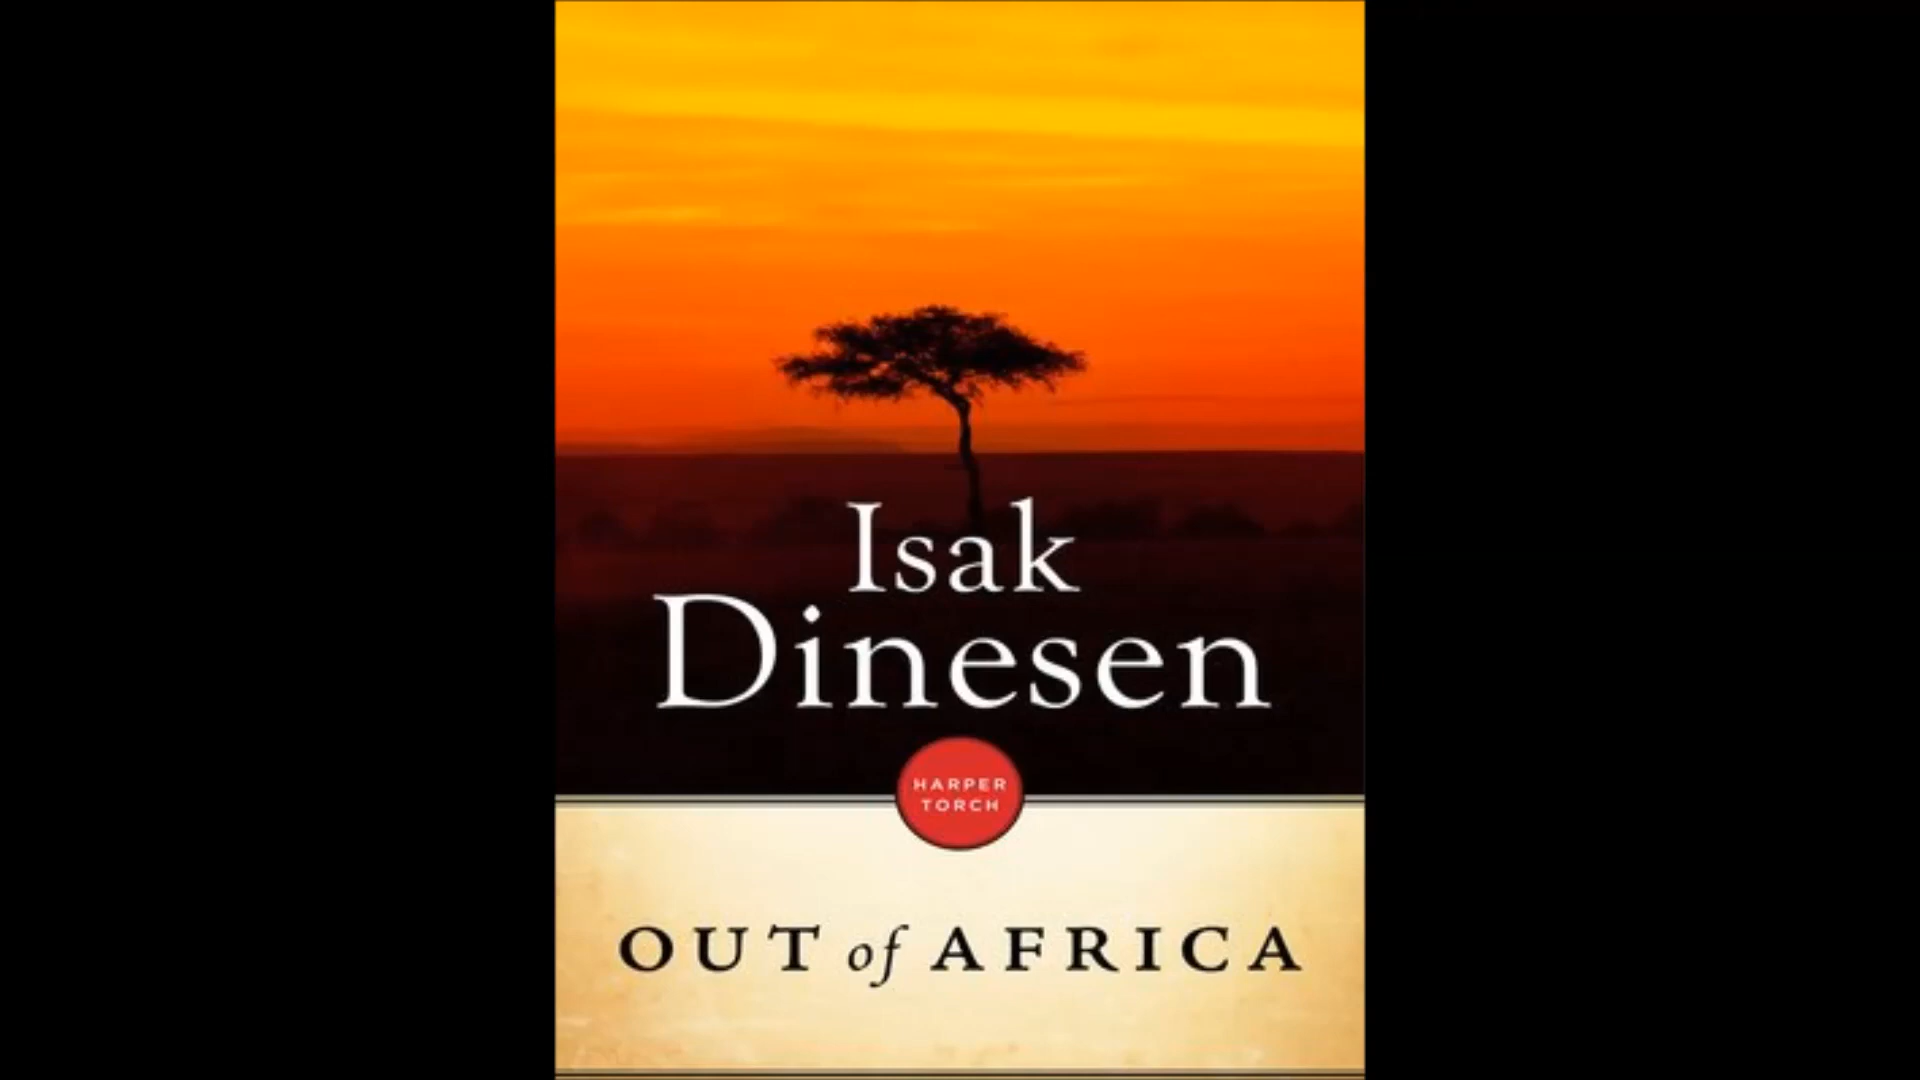 Isak
Dinesen
HARPER
TORCH
OUT of AFRICA